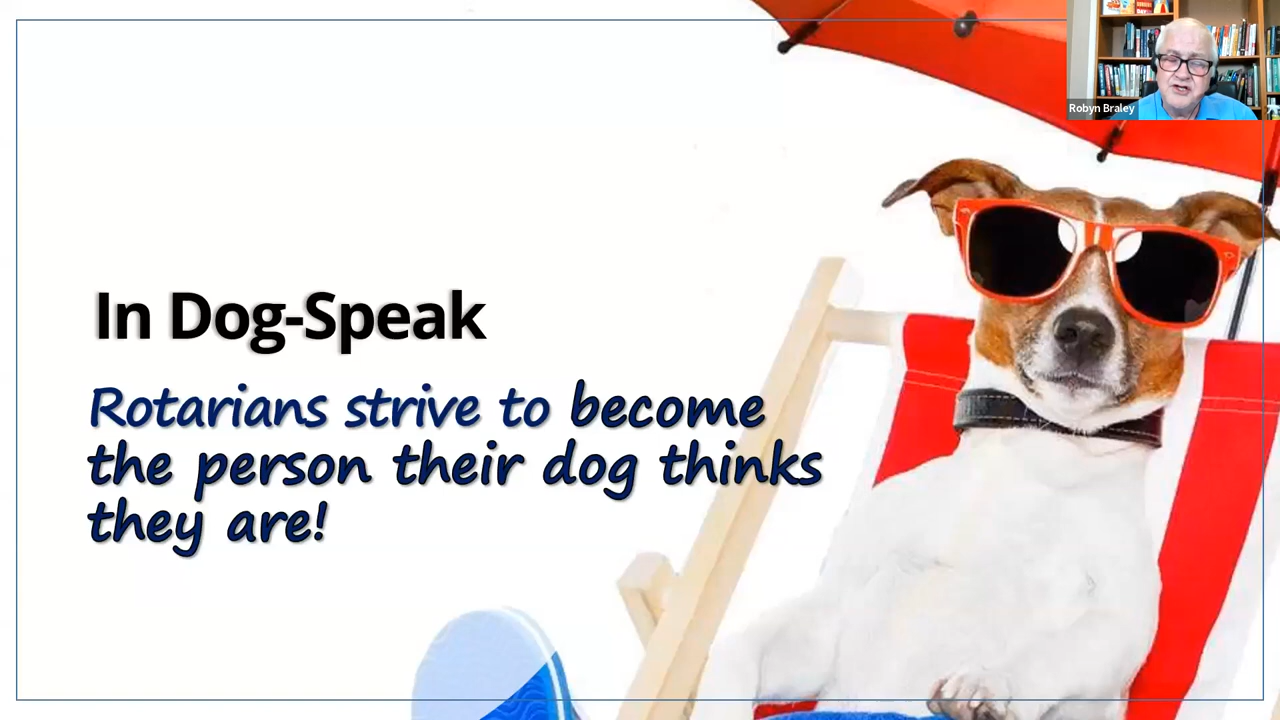 Robyn Braley
In Dog-Speak
Rotarians strive to become
the person their dog thinks
they are!